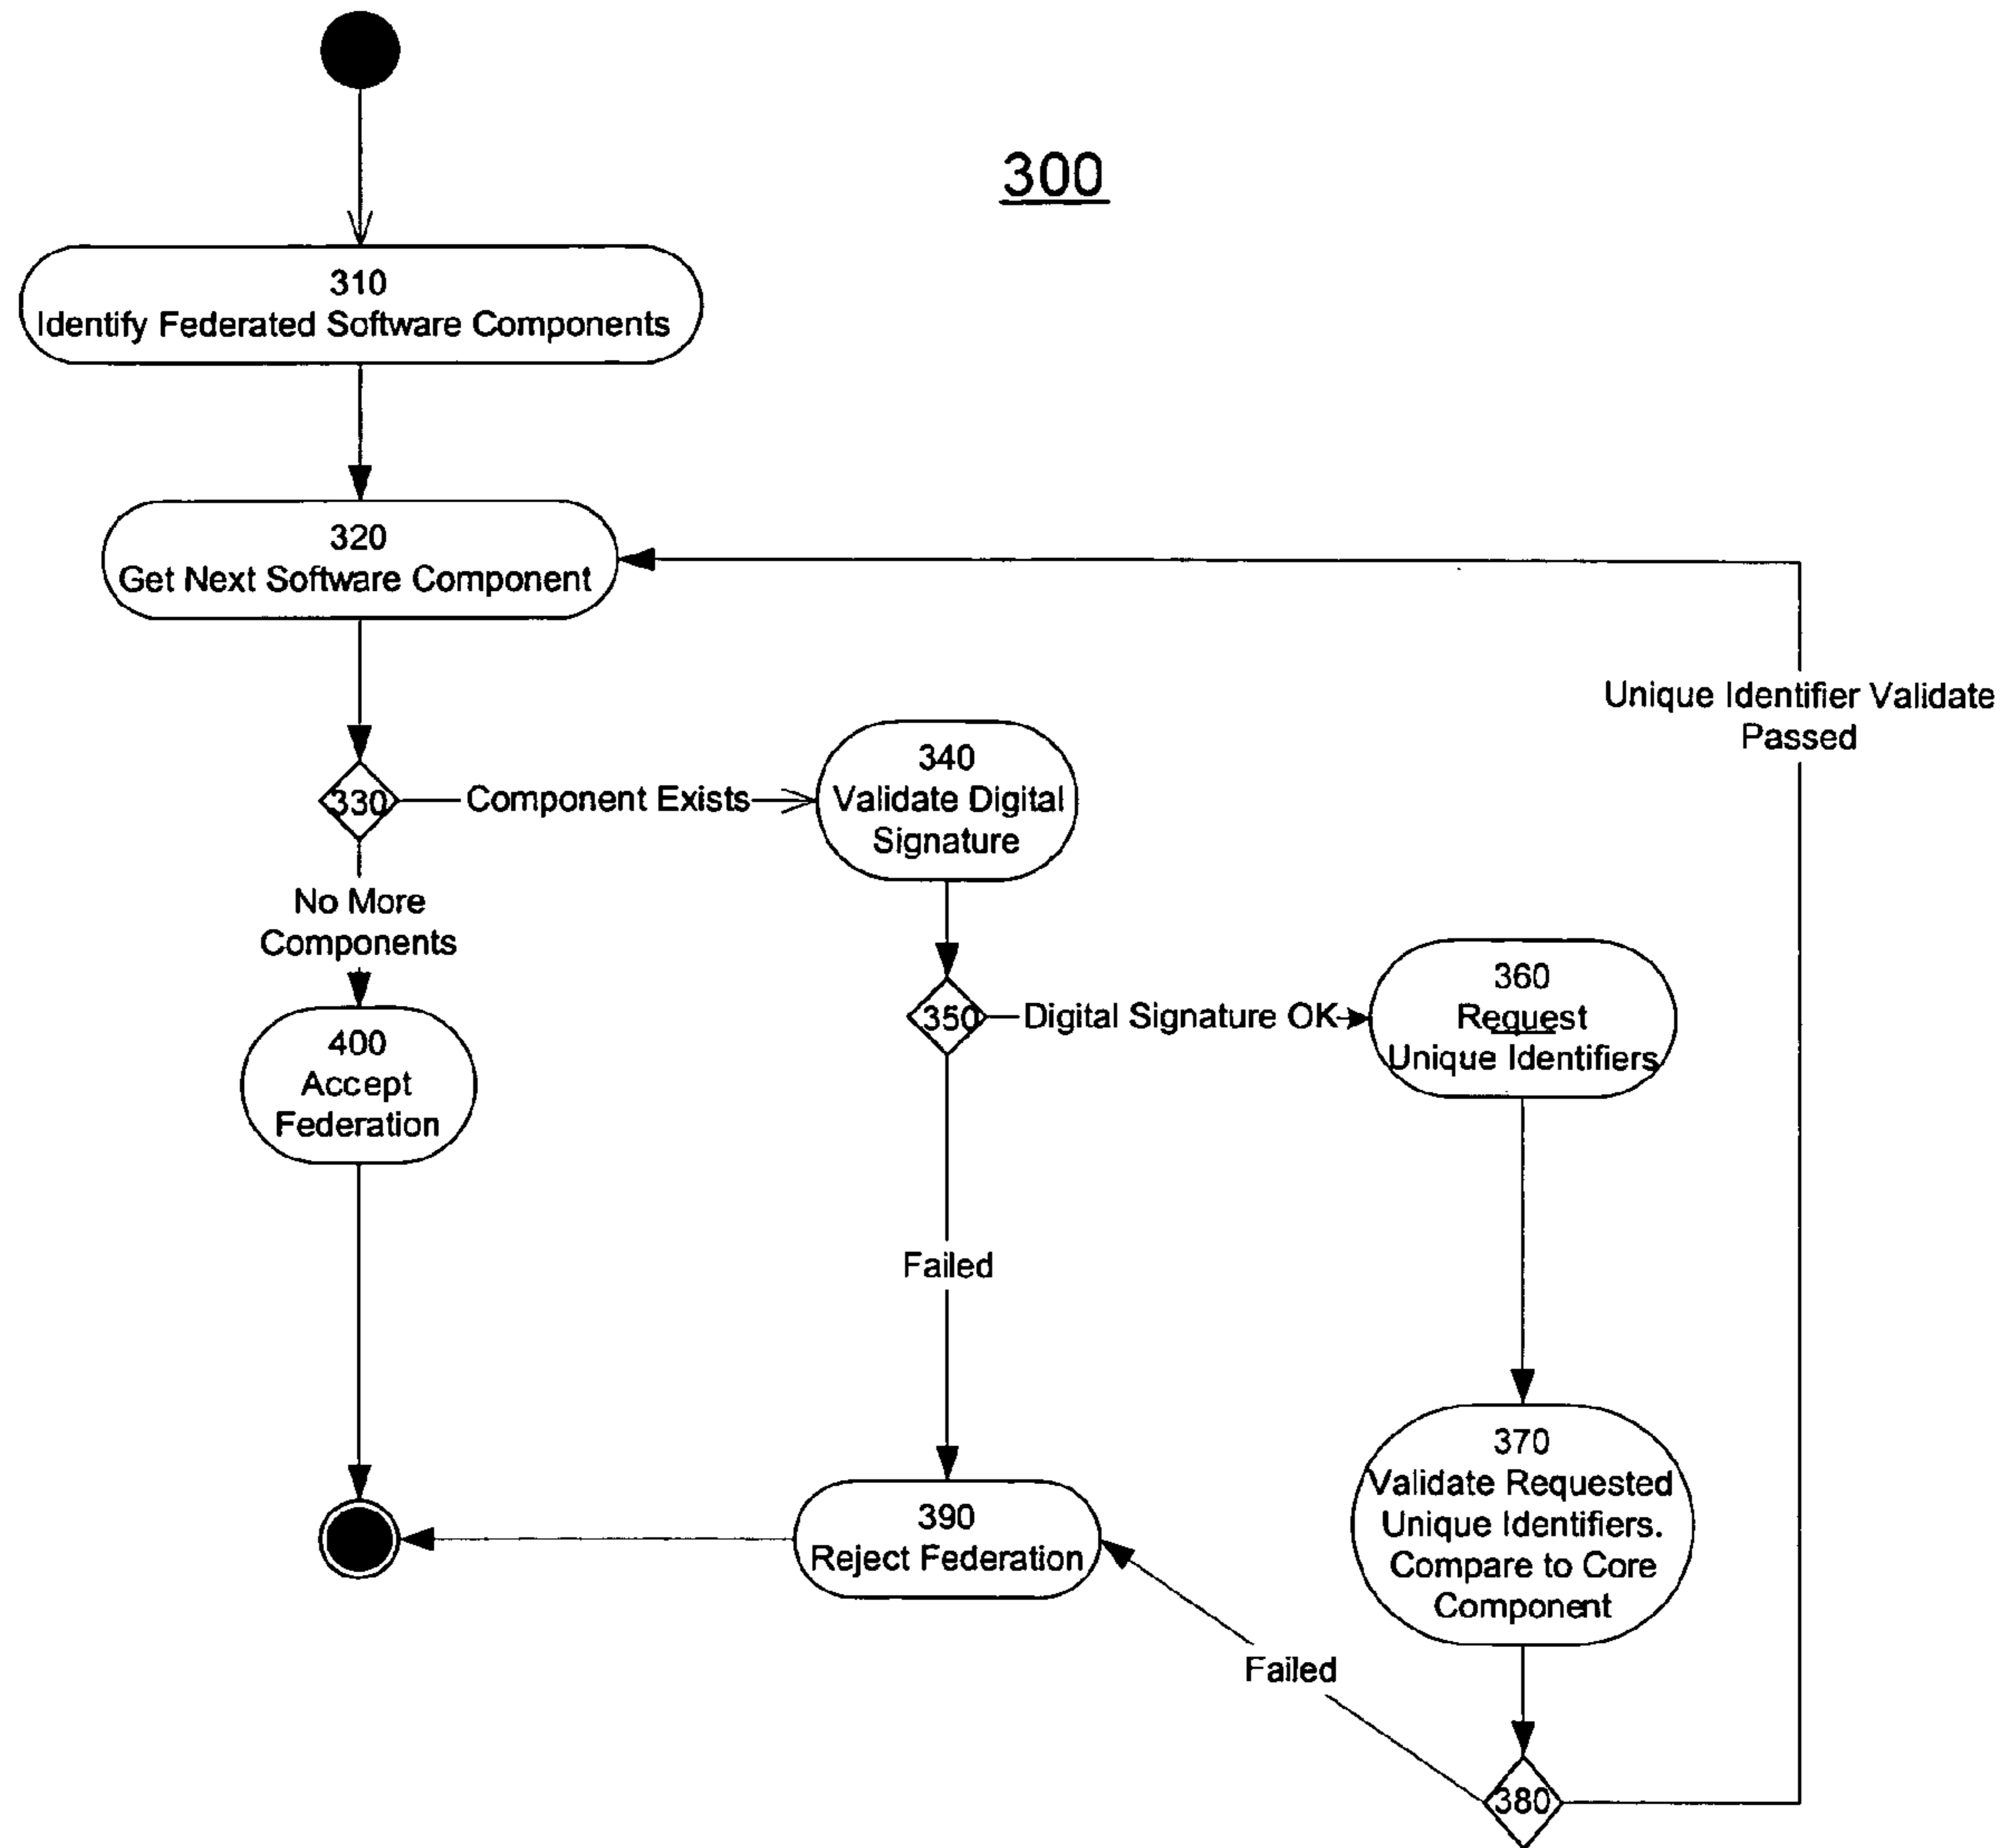 300
310
Identify Federated Software Components
320
Get Next Software Component
Unique Identifier Validate
Passed
330
Component Exists
340
Validate Digital
Signature
No More
Components
350
Digital Signature OK
360
Request
Unique Identifiers
400
Accept
Federation
Failed
370
Validate Requested
Unique Identifiers.
Compare to Core
Component
390
Reject Federation
Failed
380